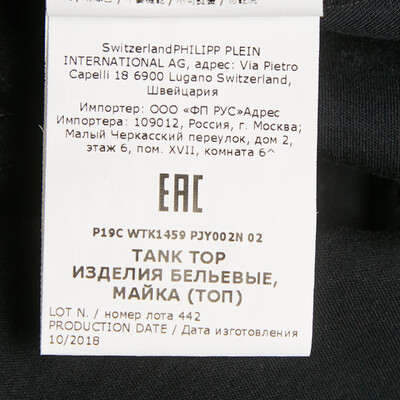 SwitzerlandPHILIPP PLEIN
INTERNATIONAL AG, адрес: Via Pietro
Capelli 18 6900 Lugano Switzerland,
Швейцария
Импортер: ООО «ФП РУС»Адрес
Импортера: 109012, Россия, г. Москва;
Малый Черкасский переулок, дом 2,
этаж 6, пом. XVII, комната 6^
EAC
P19C WTK1459 PJY002N 02
TANK TOP
ИЗДЕЛИЯ БЕЛЬЕВЫЕ,
МАЙКА (ТОП)
LOT N. / номер лота 442
PRODUCTION DATE / Дата изготовления
10/2018